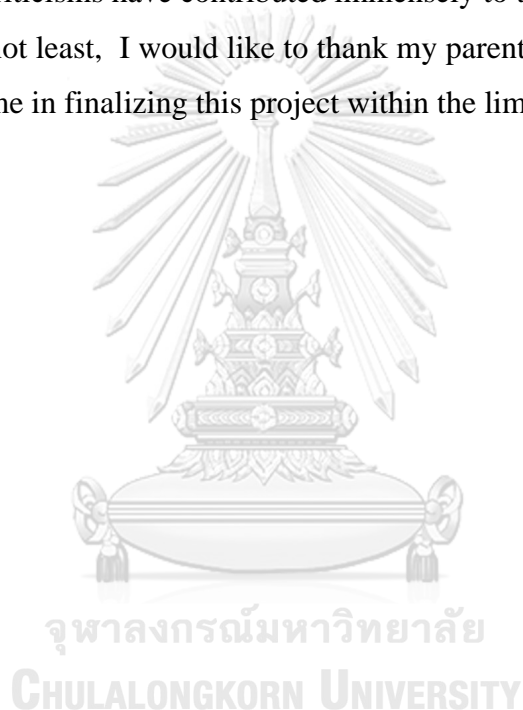 riticisms have contributed immensely to
not least, I would like to thank my parent
ne in finalizing this project within the lim
จุฬาลงกรณ์มหาวิทยาลัย
CHULALONGKORN UNIVERSITY